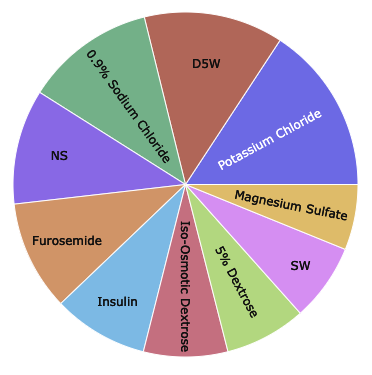 D5W
0.9% Sodium Chloride
Potassium Chloride
NS
Magnesium Sulfate
Furosemide
SW
5% Dextrose
Iso-Osmotic Dextrose
Insulin